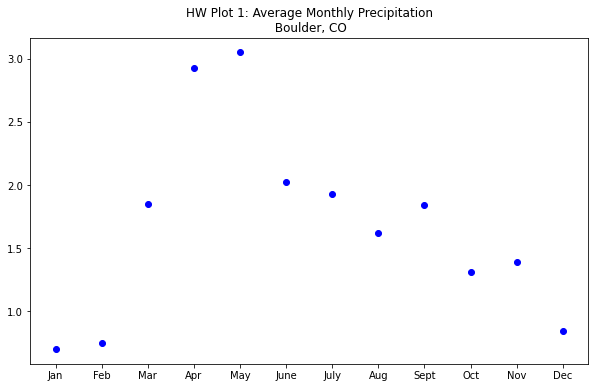 HW Plot 1: Average Monthly Precipitation
Boulder, CO
3.0
2.5
2.0
1.5
1.0
Jan Feb Mar Apr May June July Aug Sept Oct Nov Dec